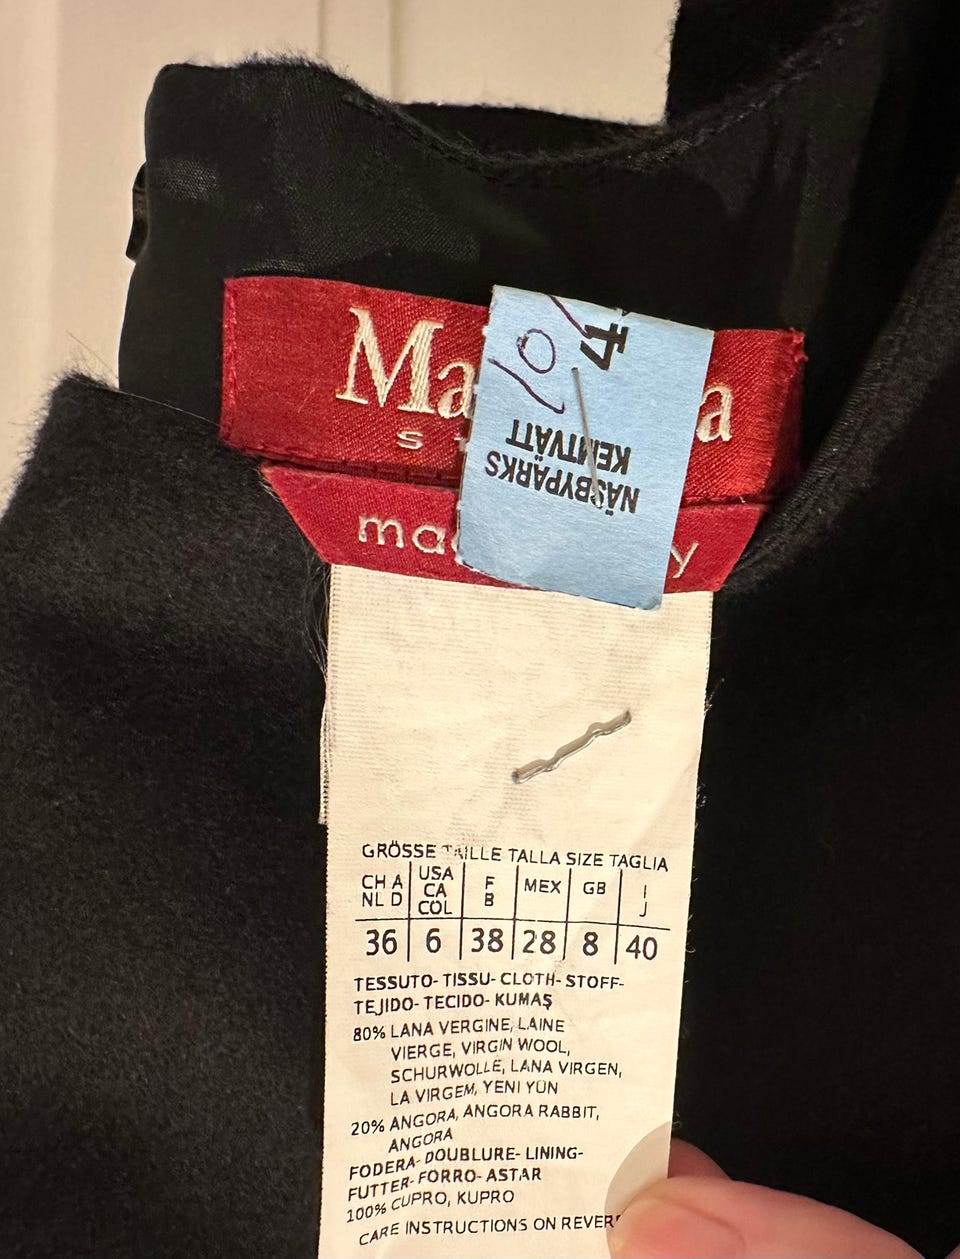 Ma
a
S
ma
y
47
NÄSBYPÄRKS
KEMTVÄTT
GRÖSSE TAILLE TALLA SIZE TAGLIA
CH A NL D USA CA COL F B MEX GB I J
36 6 38 28 8 40
TESSUTO- TISSU- CLOTH- STOFF-
TEJIDO- TECIDO- KUMAŞ
80% LANA VERGINE, LAINE
VIERGE, VIRGIN WOOL,
SCHURWOLLE, LANA VIRGEN,
LA VIRGEM, YENI YÜN
20% ANGORA, ANGORA RABBIT,
ANGORA
FODERA- DOUBLURE- LINING-
FUTTER- FORRO- ASTAR
100% CUPRO, KUPRO
CARE INSTRUCTIONS ON REVER